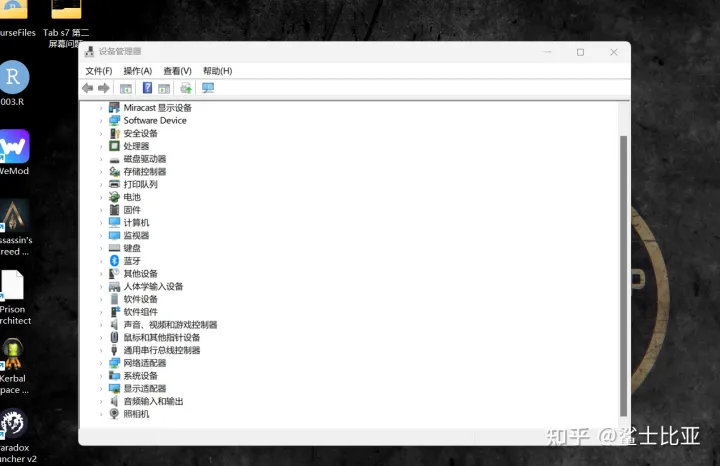 urseFiles
Tab s7 第二
屏幕问题
R
003.R
WeMod
ssassin's
reed ...
Prison
rchitect
Kerbal
pace ...
aradox
uncher v2
设备管理器
文件(F) 操作(A) 查看(V) 帮助(H)
Miracast 显示设备
Software Device
安全设备
处理器
磁盘驱动器
存储控制器
打印队列
电池
固件
计算机
监视器
键盘
蓝牙
其他设备
人体学输入设备
软件设备
软件组件
声音、视频和游戏控制器
鼠标和其他指针设备
通用串行总线控制器
网络适配器
系统设备
显示适配器
音频输入和输出
照相机
知乎 @鲨士比亚